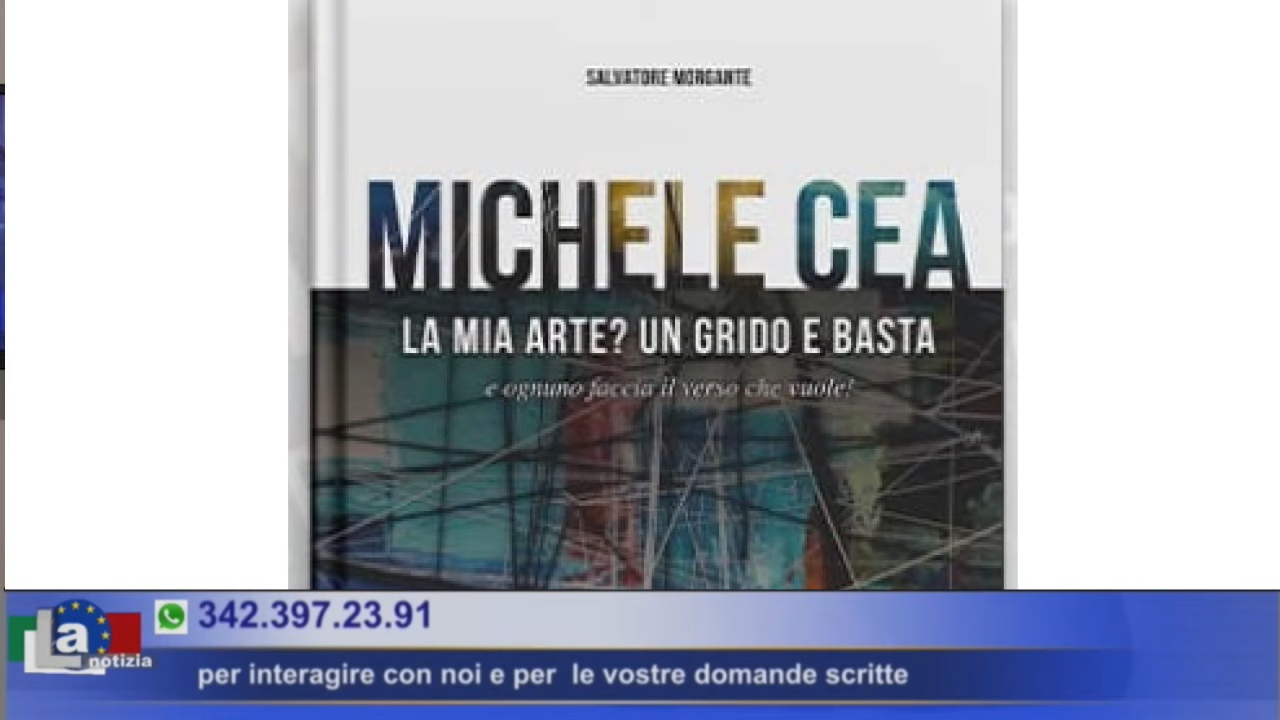 SALVATORE MORGANTE
MICHELE CEA
LA MIA ARTE? UN GRIDO E BASTA
e ognuno faccia il verso che vuole!
342.397.23.91
La notizia
per interagire con noi e per le vostre domande scritte